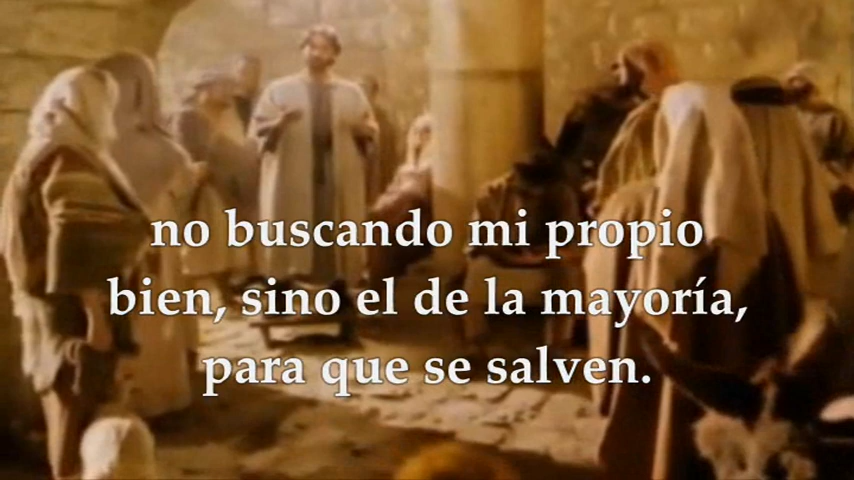 no buscando mi propio
bien, sino el de la mayoría,
para que se salven.